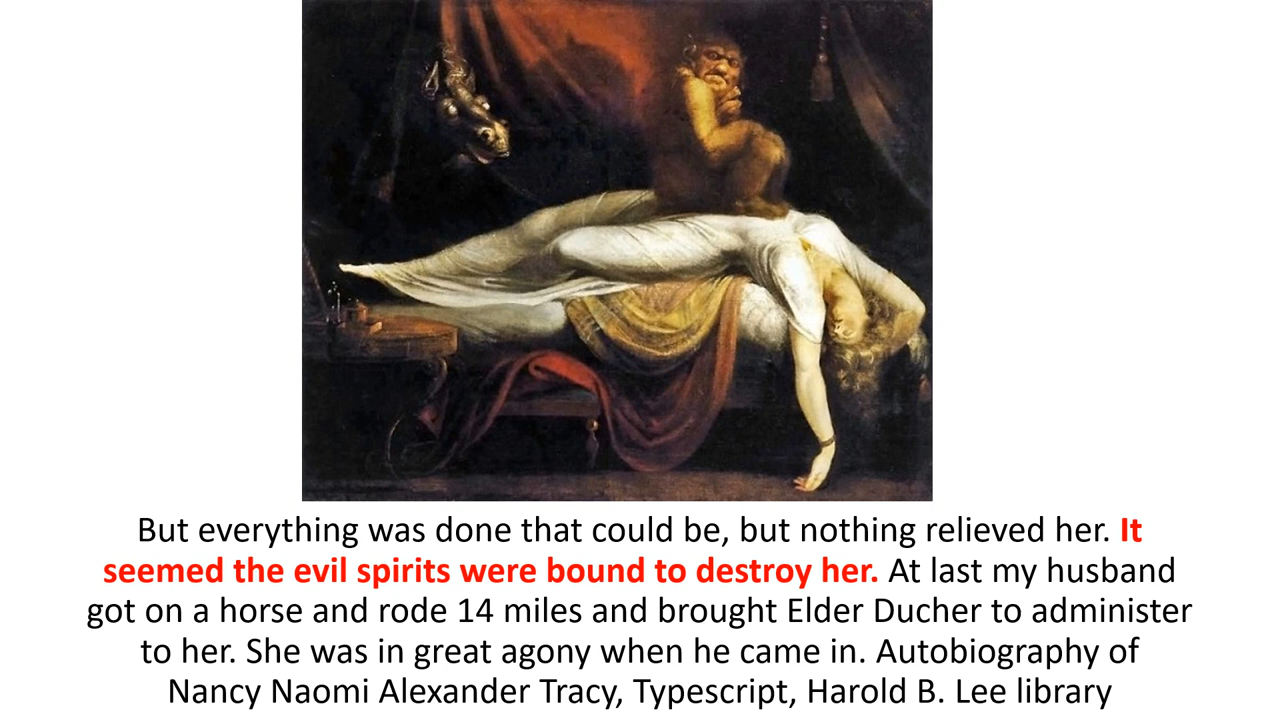 But everything was done that could be, but nothing relieved her. It
seemed the evil spirits were bound to destroy her. At last my husband
got on a horse and rode 14 miles and brought Elder Ducher to administer
to her. She was in great agony when he came in. Autobiography of
Nancy Naomi Alexander Tracy, Typescript, Harold B. Lee library